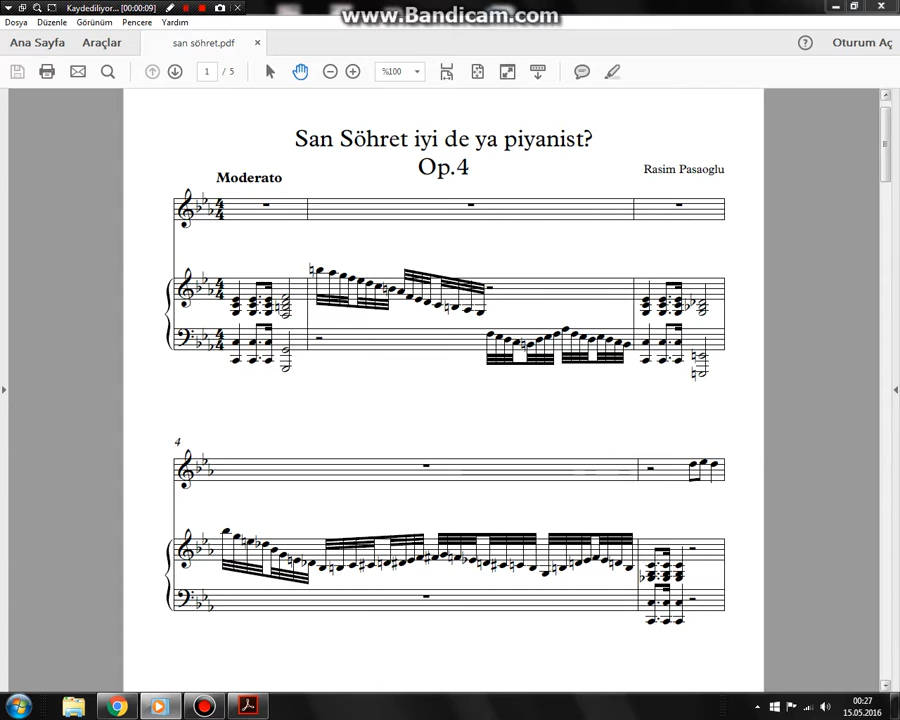 Kaydediliyor... [00:00:09]
www.Bandicam.com
Dosya Düzenle Görünüm Pencere Yardım
Ana Sayfa Araçlar san söhret.pdf × ? Oturum Aç
1 / 5 %100
San Söhret iyi de ya piyanist?
Op.4
Moderato
Rasim Pasaoglu
4
00:27
15.05.2016